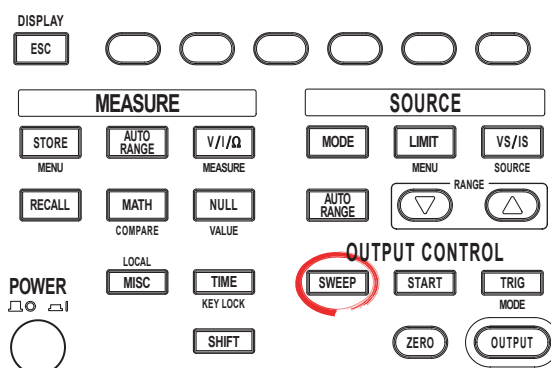 DISPLAY
ESC
MEASURE
SOURCE
STORE
AUTO
RANGE
V/I/Ω
MODE
LIMIT
VS/IS
MENU
MEASURE
MENU
SOURCE
RECALL
MATH
NULL
AUTO
RANGE
RANGE
COMPARE
VALUE
OUTPUT CONTROL
LOCAL
POWER
MISC
TIME
SWEEP
START
TRIG
KEY LOCK
MODE
SHIFT
ZERO
OUTPUT